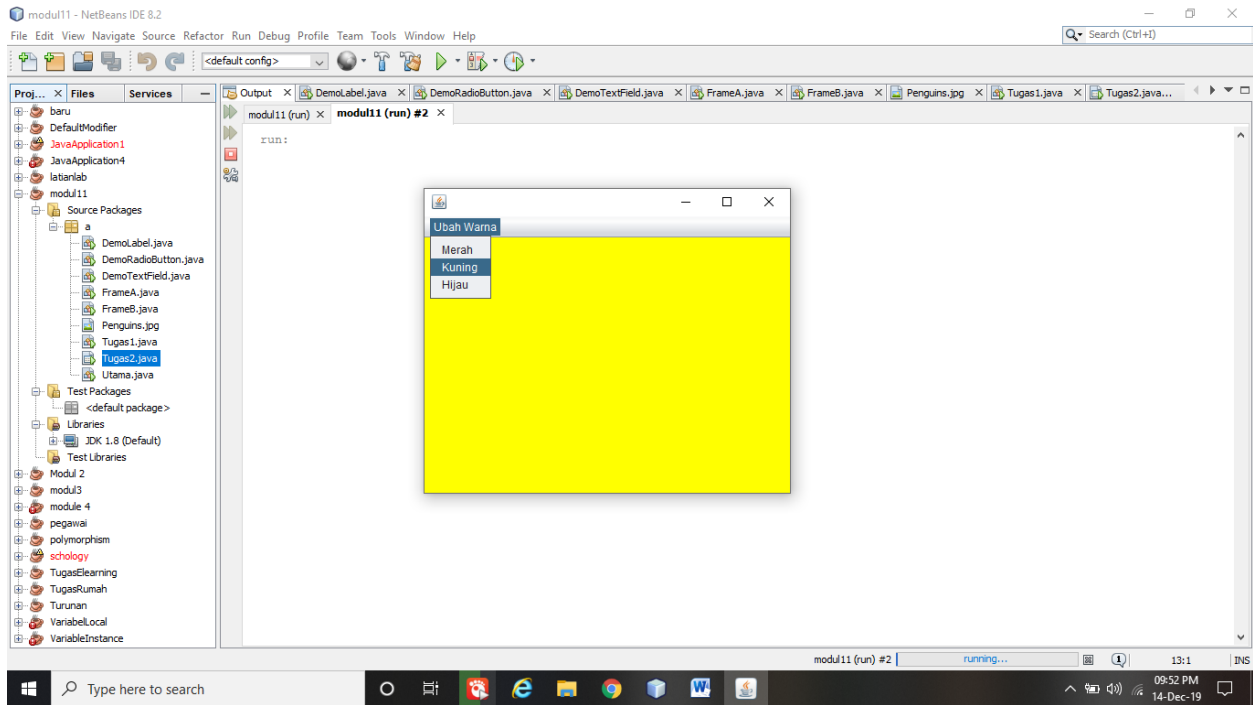 modul11 - NetBeans IDE 8.2
File Edit View Navigate Source Refactor Run Debug Profile Team Tools Window Help
Search (Ctrl+I)
<default config>
Proj... Files Services
Output DemoLabel.java DemoRadioButton.java DemoTextField.java FrameA.java FrameB.java Penguins.jpg Tugas1.java Tugas2.java...
modul11 (run) modul11 (run) #2
run:
baru
DefaultModifier
JavaApplication1
JavaApplication4
latianlab
modul11
Source Packages
a
DemoLabel.java
DemoRadioButton.java
DemoTextField.java
FrameA.java
FrameB.java
Penguins.jpg
Tugas1.java
Tugas2.java
Utama.java
Test Packages
<default package>
Libraries
JDK 1.8 (Default)
Test Libraries
Modul 2
modul3
module 4
pegawai
polymorphism
schology
TugasElearning
TugasRumah
Turunan
VariabelLocal
VariableInstance
Ubah Warna
Merah
Kuning
Hijau
modul11 (run) #2 running... 1 13:1 INS
Type here to search
09:52 PM
14-Dec-19